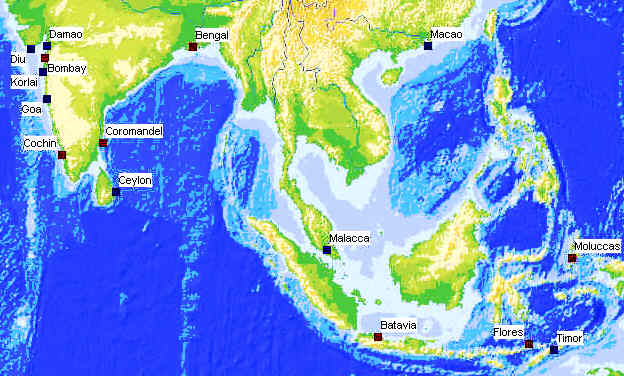 Damao
Bengal
Macao
Diu
Bombay
Korlai
Goa
Coromandel
Cochin
Ceylon
Malacca
Moluccas
Batavia
Flores
Timor